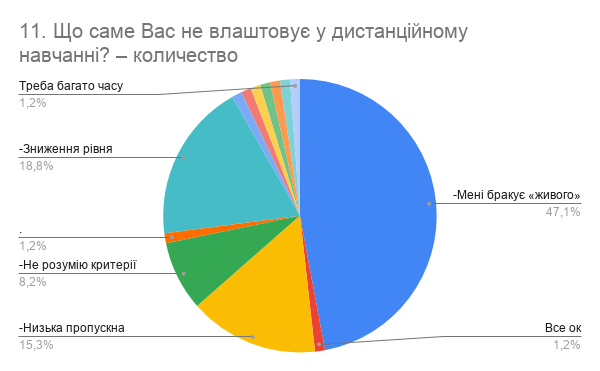 11. Що саме Вас не влаштовує у дистанційному
навчанні? – количество
Треба багато часу
1,2%
-Зниження рівня
18,8%
.
1,2%
-Не розумію критерії
8,2%
-Низька пропускна
15,3%
-Мені бракує «живого»
47,1%
Все ок
1,2%